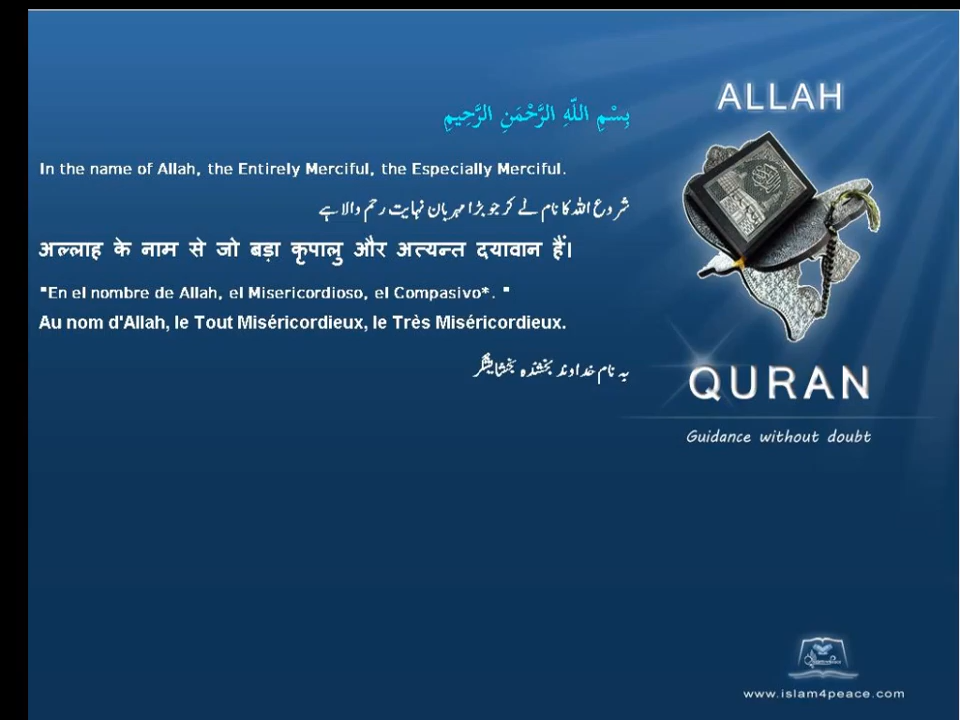 بِسْمِ اللَّهِ الرَّحْمَنِ الرَّحِيمِ
In the name of Allah, the Entirely Merciful, the Especially Merciful.
شروع الله کا نام لے کر جو بڑا مہربان نہایت رحم والا ہے
अल्लाह के नाम से जो बड़ा कृपालु और अत्यन्त दयावान हैं।
"En el nombre de Allah, el Misericordioso, el Compasivo*. "
Au nom d'Allah, le Tout Miséricordieux, le Très Miséricordieux.
به نام خداوند بخشنده بخشایشگر
ALLAH
QURAN
Guidance without doubt
www.islam4peace.com